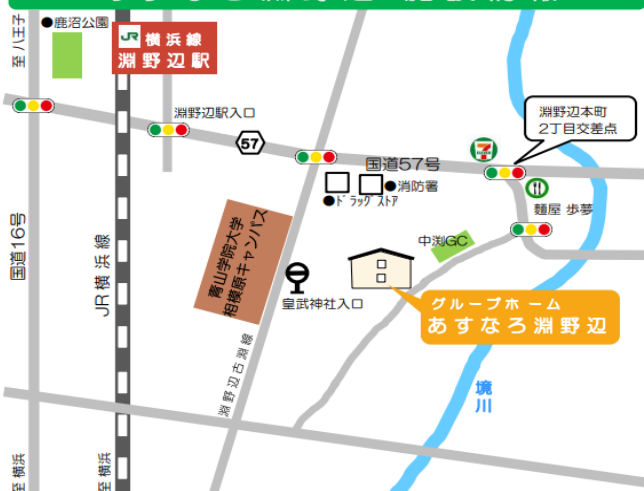 至 八王子
●鹿沼公園
JR 横浜線
淵野辺駅
淵野辺駅入口
57
国道57号
淵野辺本町
2丁目交差点
●消防署
●ドラッグストア
麺屋 歩夢
中渕GC
国道16号
JR横浜線
青山学院大学
相模原キャンパス
皇武神社入口
グループホーム
あすなろ淵野辺
淵野辺古淵線
境川
至 横浜
至 横浜